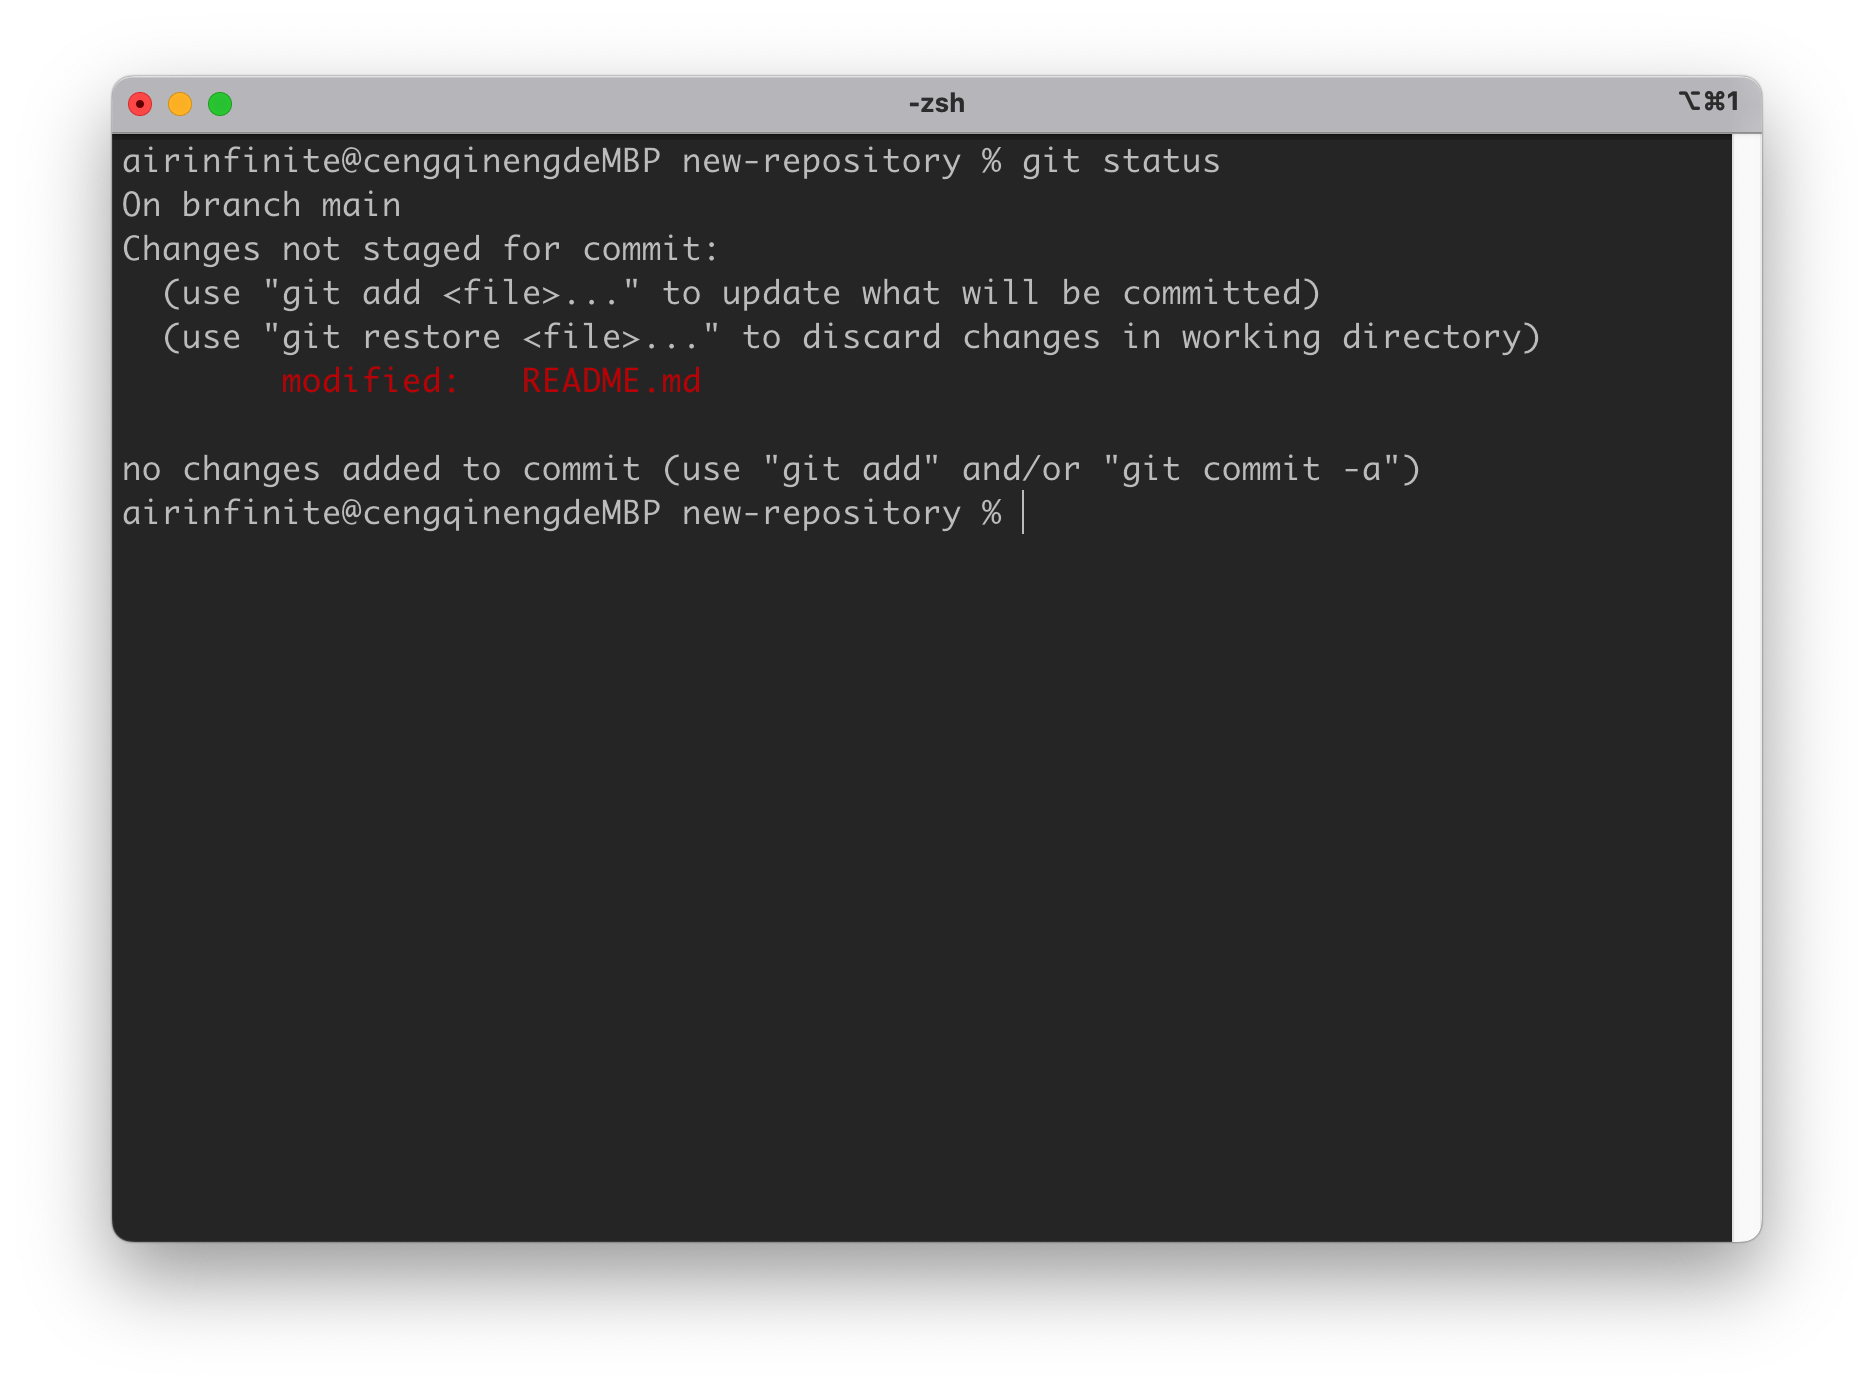 -zsh
⌥⌘1
airinfinite@cengqinengdeMBP new-repository % git status
On branch main
Changes not staged for commit:
  (use "git add <file>..." to update what will be committed)
  (use "git restore <file>..." to discard changes in working directory)
        modified:   README.md

no changes added to commit (use "git add" and/or "git commit -a")
airinfinite@cengqinengdeMBP new-repository %